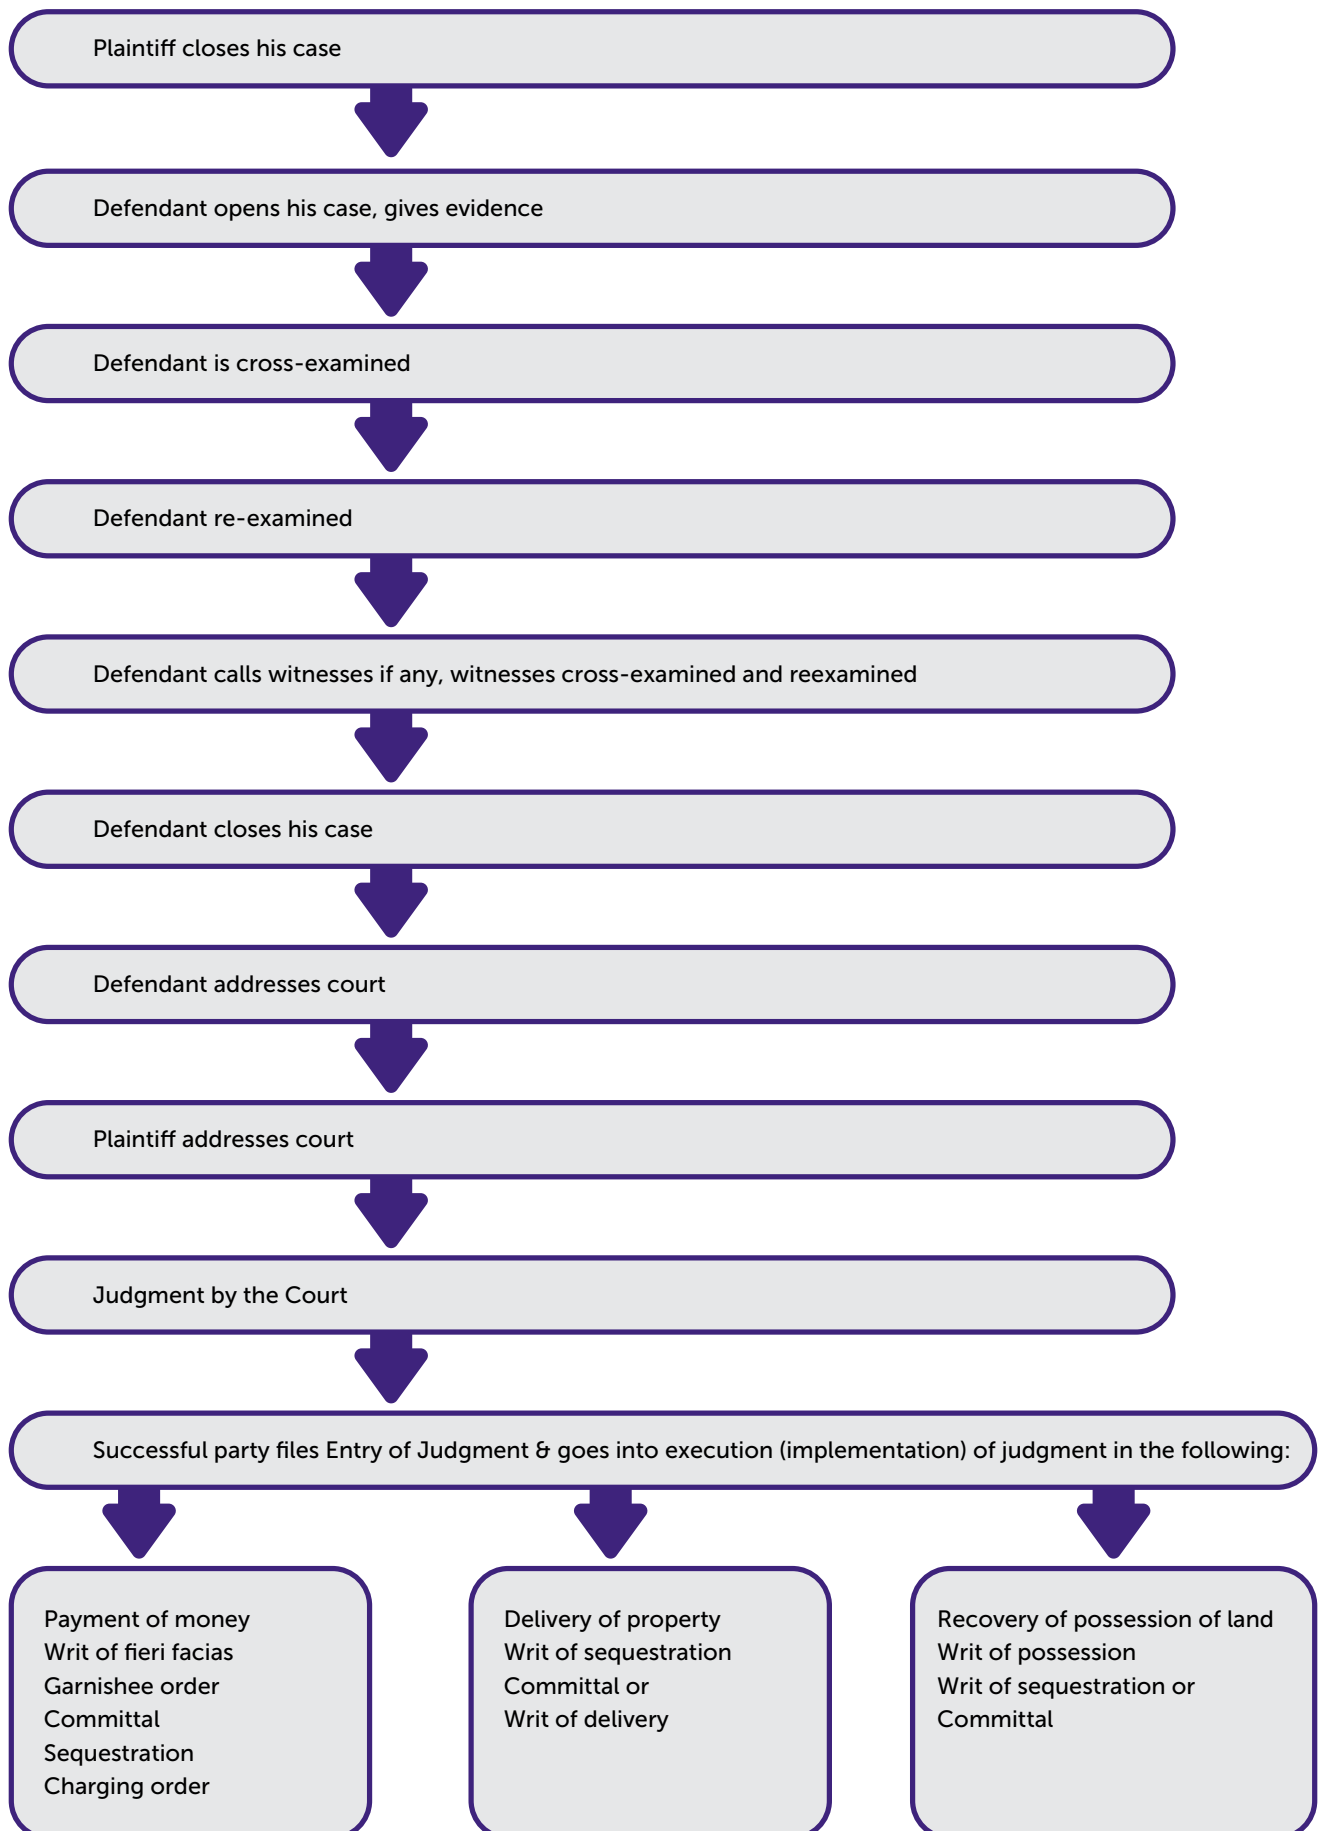 Plaintiff closes his case
Defendant opens his case, gives evidence
Defendant is cross-examined
Defendant re-examined
Defendant calls witnesses if any, witnesses cross-examined and reexamined
Defendant closes his case
Defendant addresses court
Plaintiff addresses court
Judgment by the Court
Successful party files Entry of Judgment & goes into execution (implementation) of judgment in the following:
Payment of money
Writ of fieri facias
Garnishee order
Committal
Sequestration
Charging order
Delivery of property
Writ of sequestration
Committal or
Writ of delivery
Recovery of possession of land
Writ of possession
Writ of sequestration or
Committal